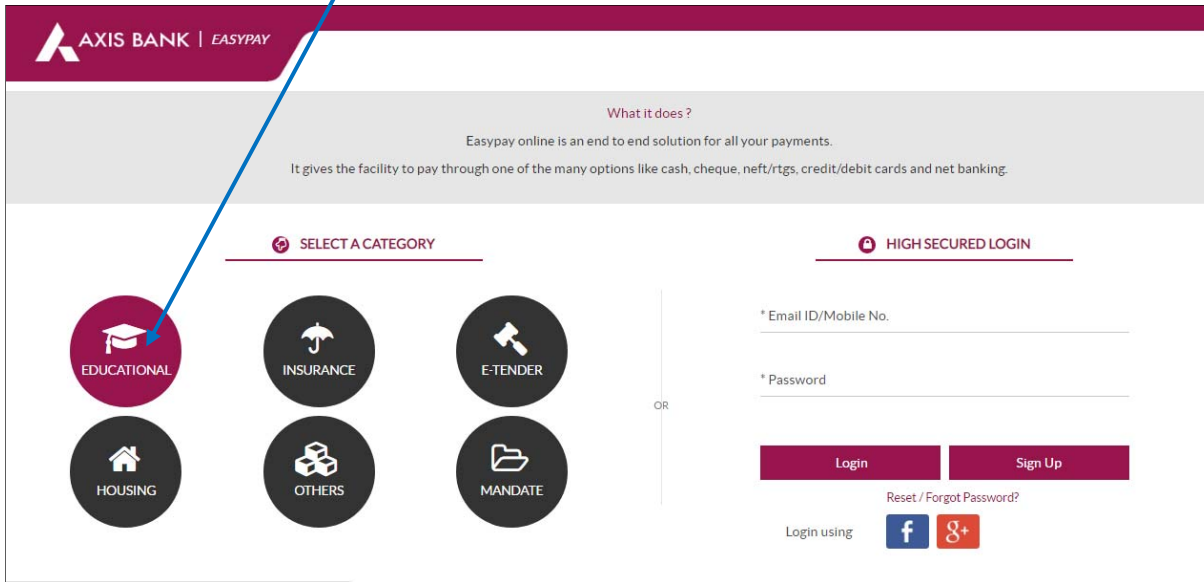 AXIS BANK | EASYPAY
What it does ?
Easypay online is an end to end solution for all your payments.
It gives the facility to pay through one of the many options like cash, cheque, neft/rtgs, credit/debit cards and net banking.
SELECT A CATEGORY
EDUCATIONAL
INSURANCE
E-TENDER
HOUSING
OTHERS
MANDATE
OR
HIGH SECURED LOGIN
* Email ID/Mobile No.
* Password
Login
Sign Up
Reset / Forgot Password?
Login using
f
g+